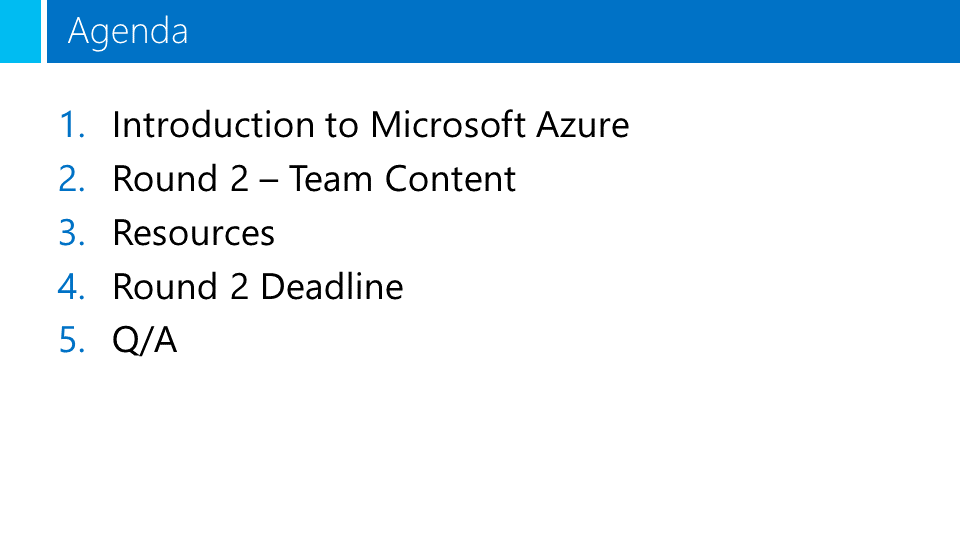 Agenda
1. Introduction to Microsoft Azure
2. Round 2 – Team Content
3. Resources
4. Round 2 Deadline
5. Q/A